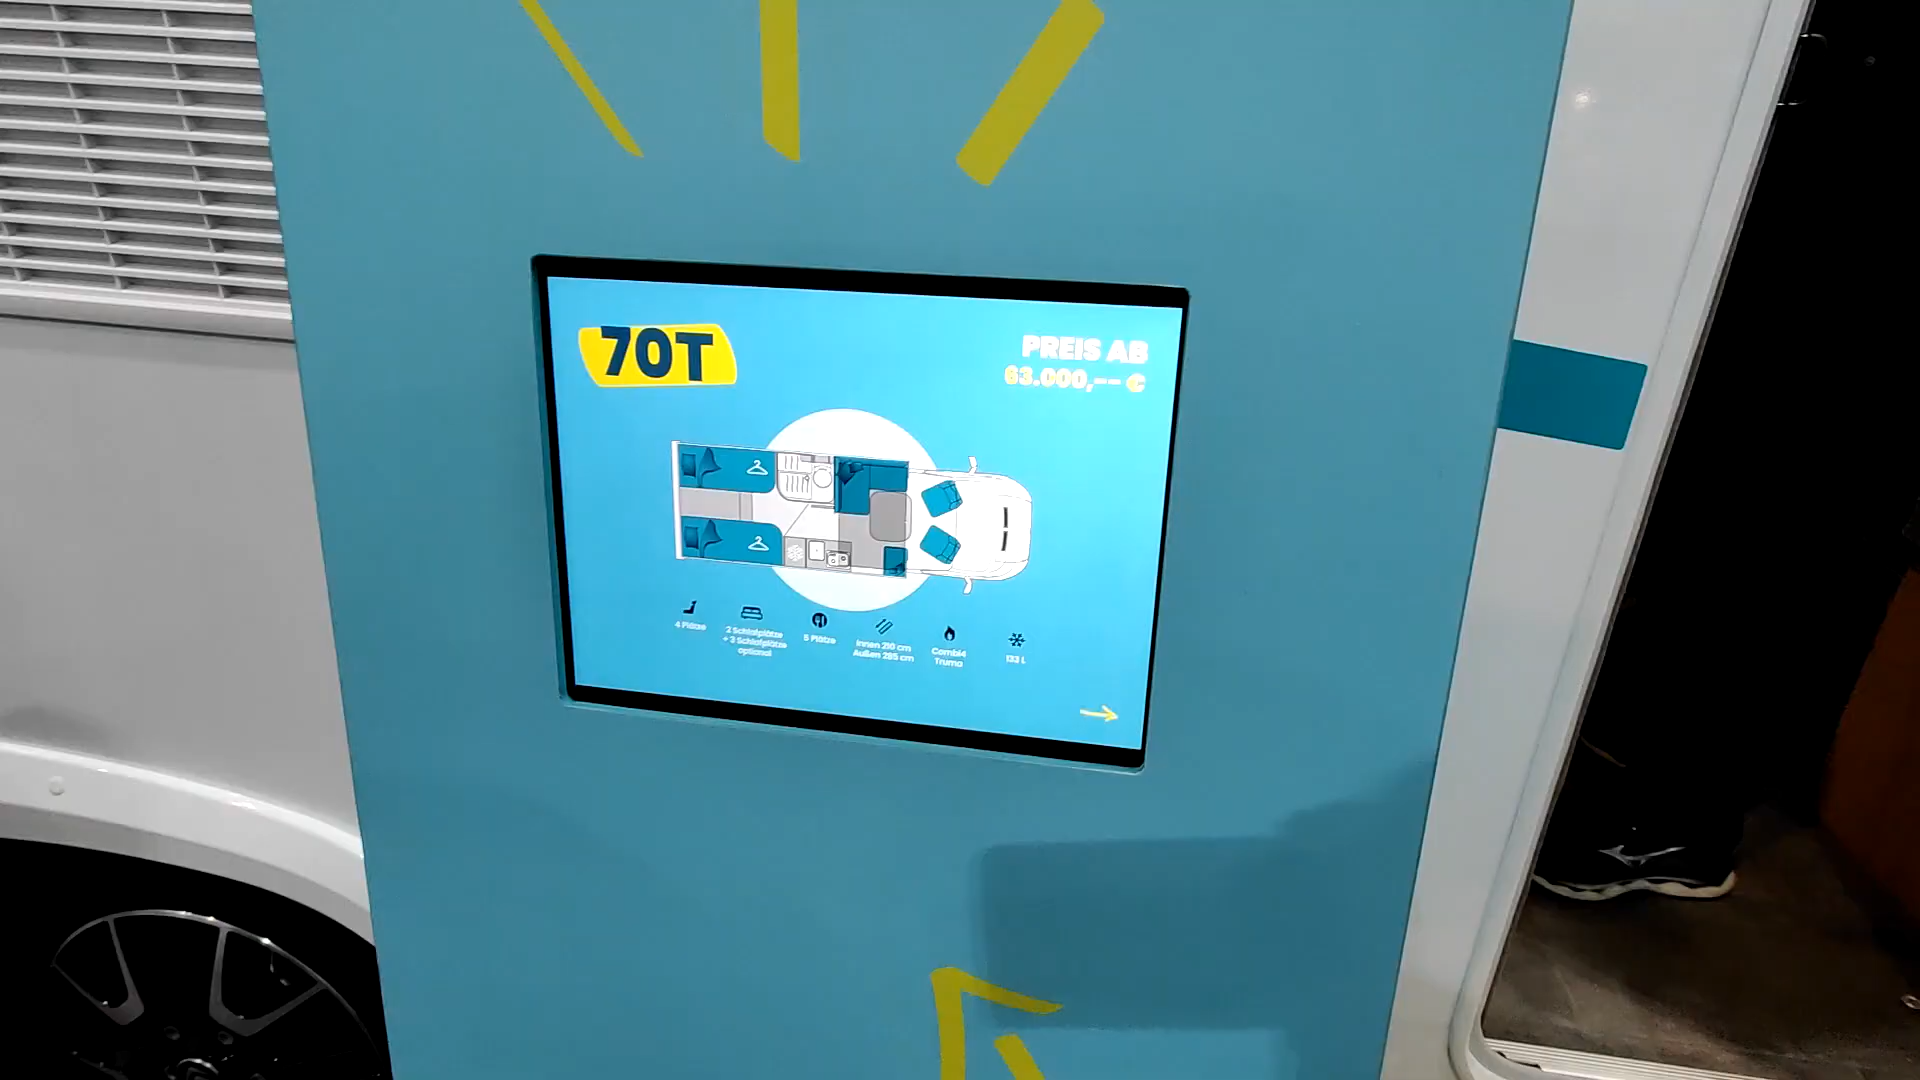 70T
PREIS AB
63.000,-- €
4 Plätze
2 Schlafplätze
+ 3 Schlafplätze
optional
5 Plätze
Innen 210 cm
Außen 285 cm
Combi4
Truma
133 L